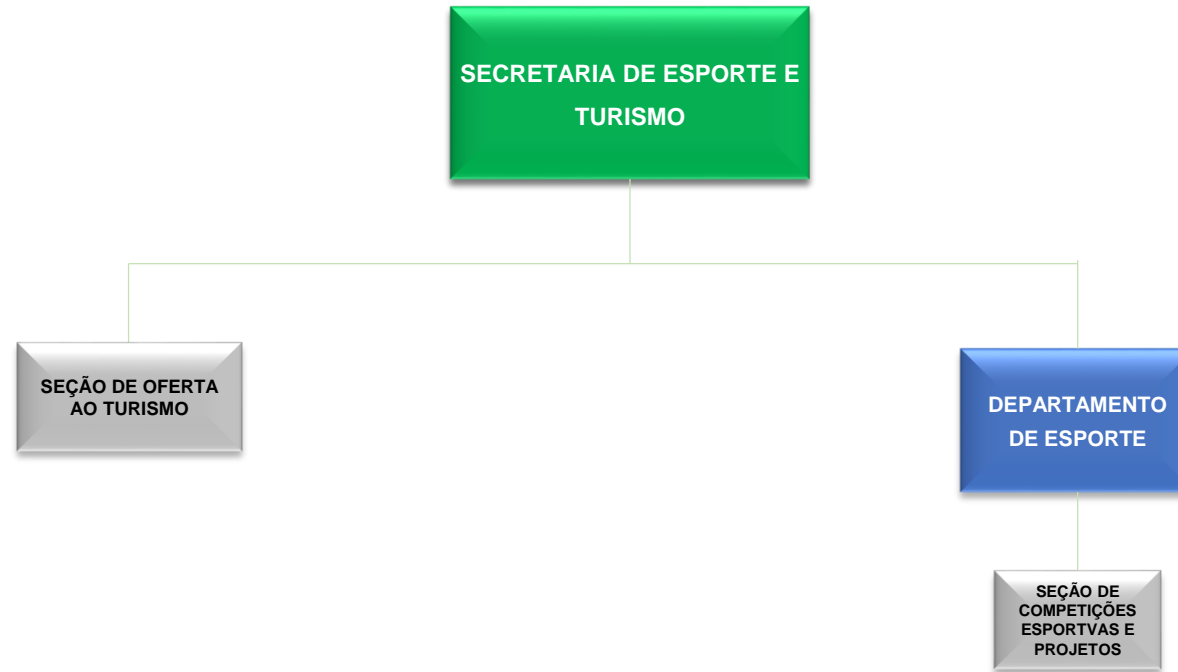 SECRETARIA DE ESPORTE E
TURISMO
SEÇÃO DE OFERTA
AO TURISMO
DEPARTAMENTO
DE ESPORTE
SEÇÃO DE
COMPETIÇÕES
ESPORTVAS E
PROJETOS